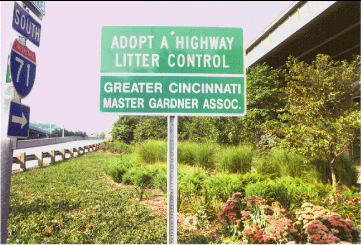 SOUTH
71
ADOPT A HIGHWAY
LITTER CONTROL
GREATER CINCINNATI
MASTER GARDNER ASSOC.